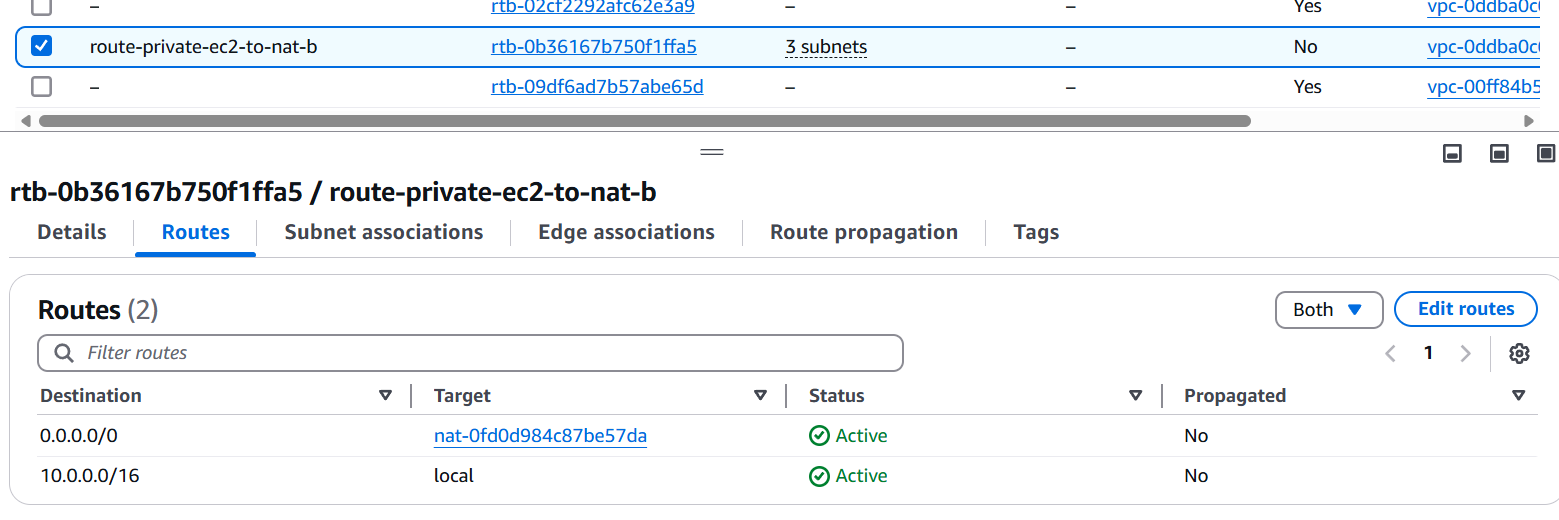 – rtb-02cf2292afc62e3a9 – – Yes vpc-0ddba0c
route-private-ec2-to-nat-b rtb-0b36167b750f1ffa5 3 subnets – No vpc-0ddba0c
– rtb-09df6ad7b57abe65d – – Yes vpc-00ff84b5
rtb-0b36167b750f1ffa5 / route-private-ec2-to-nat-b
Details Routes Subnet associations Edge associations Route propagation Tags
Routes (2) Both Edit routes
Filter routes 1
Destination Target Status Propagated
0.0.0.0/0 nat-0fd0d984c87be57da Active No
10.0.0.0/16 local Active No